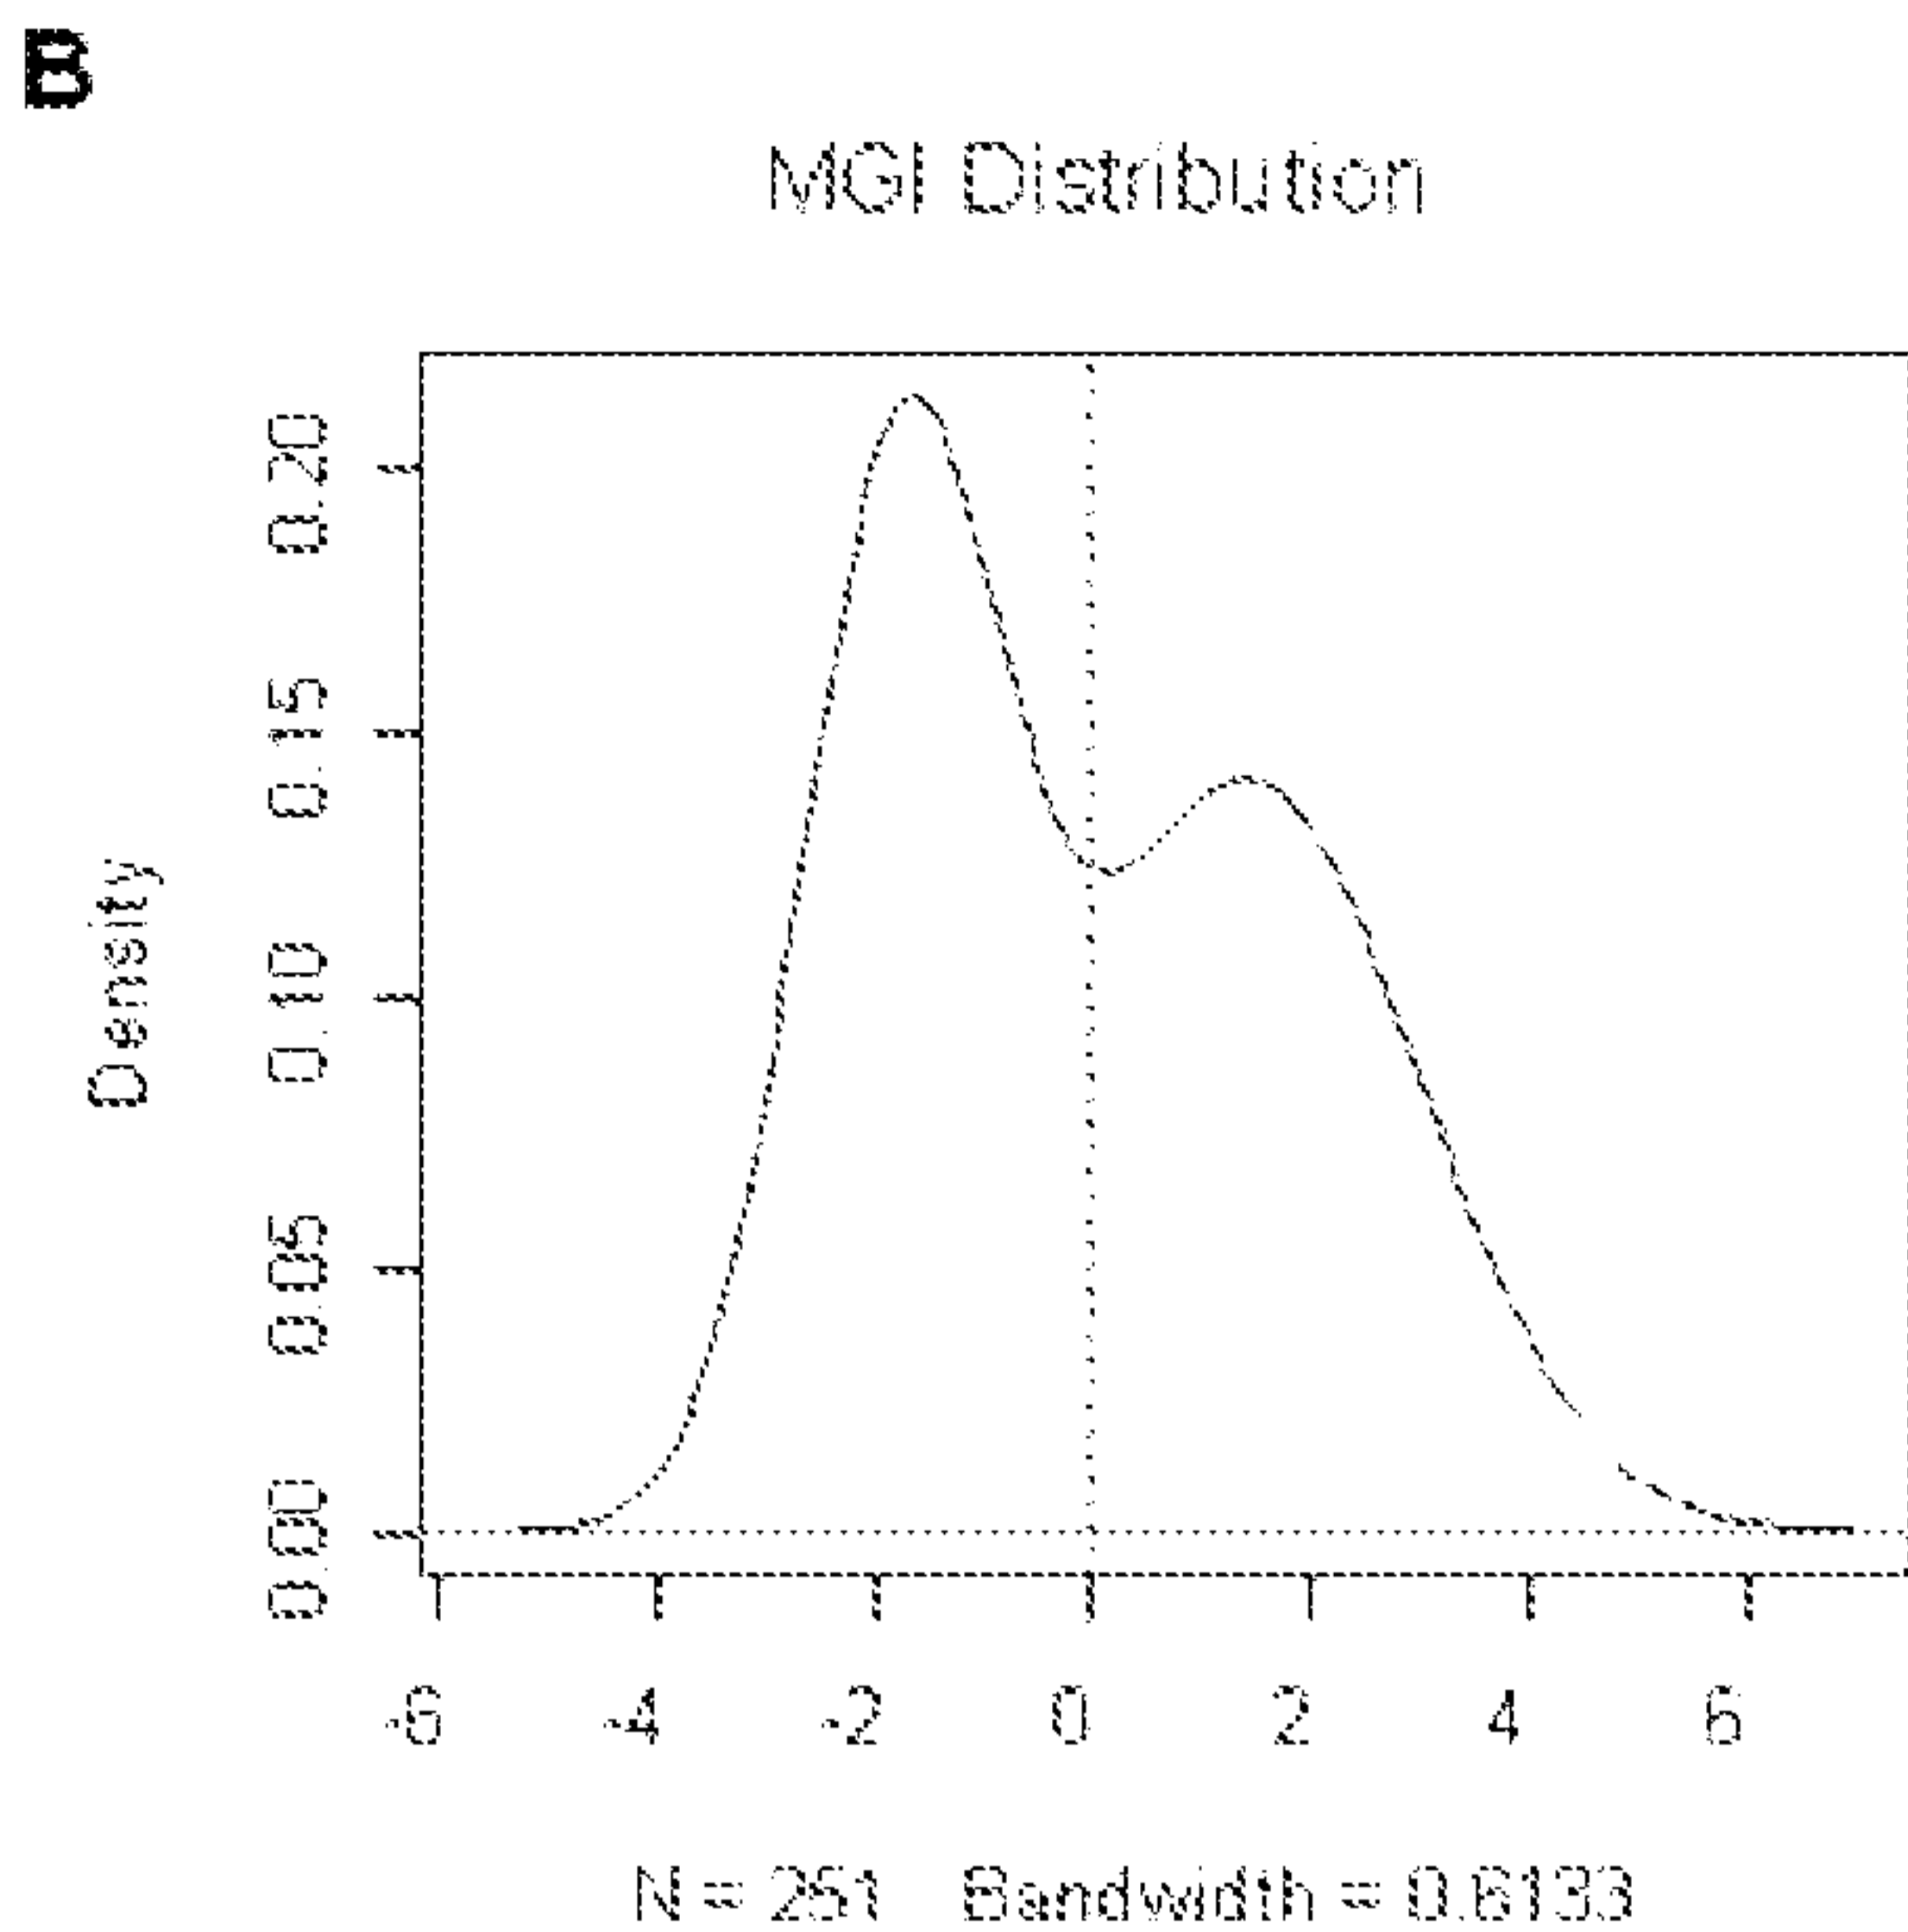 B
MGI Distribution
Density
0.20
0.15
0.10
0.05
0.00
-6 -4 -2 0 2 4 6
N = 251 Bandwidth = 0.6133